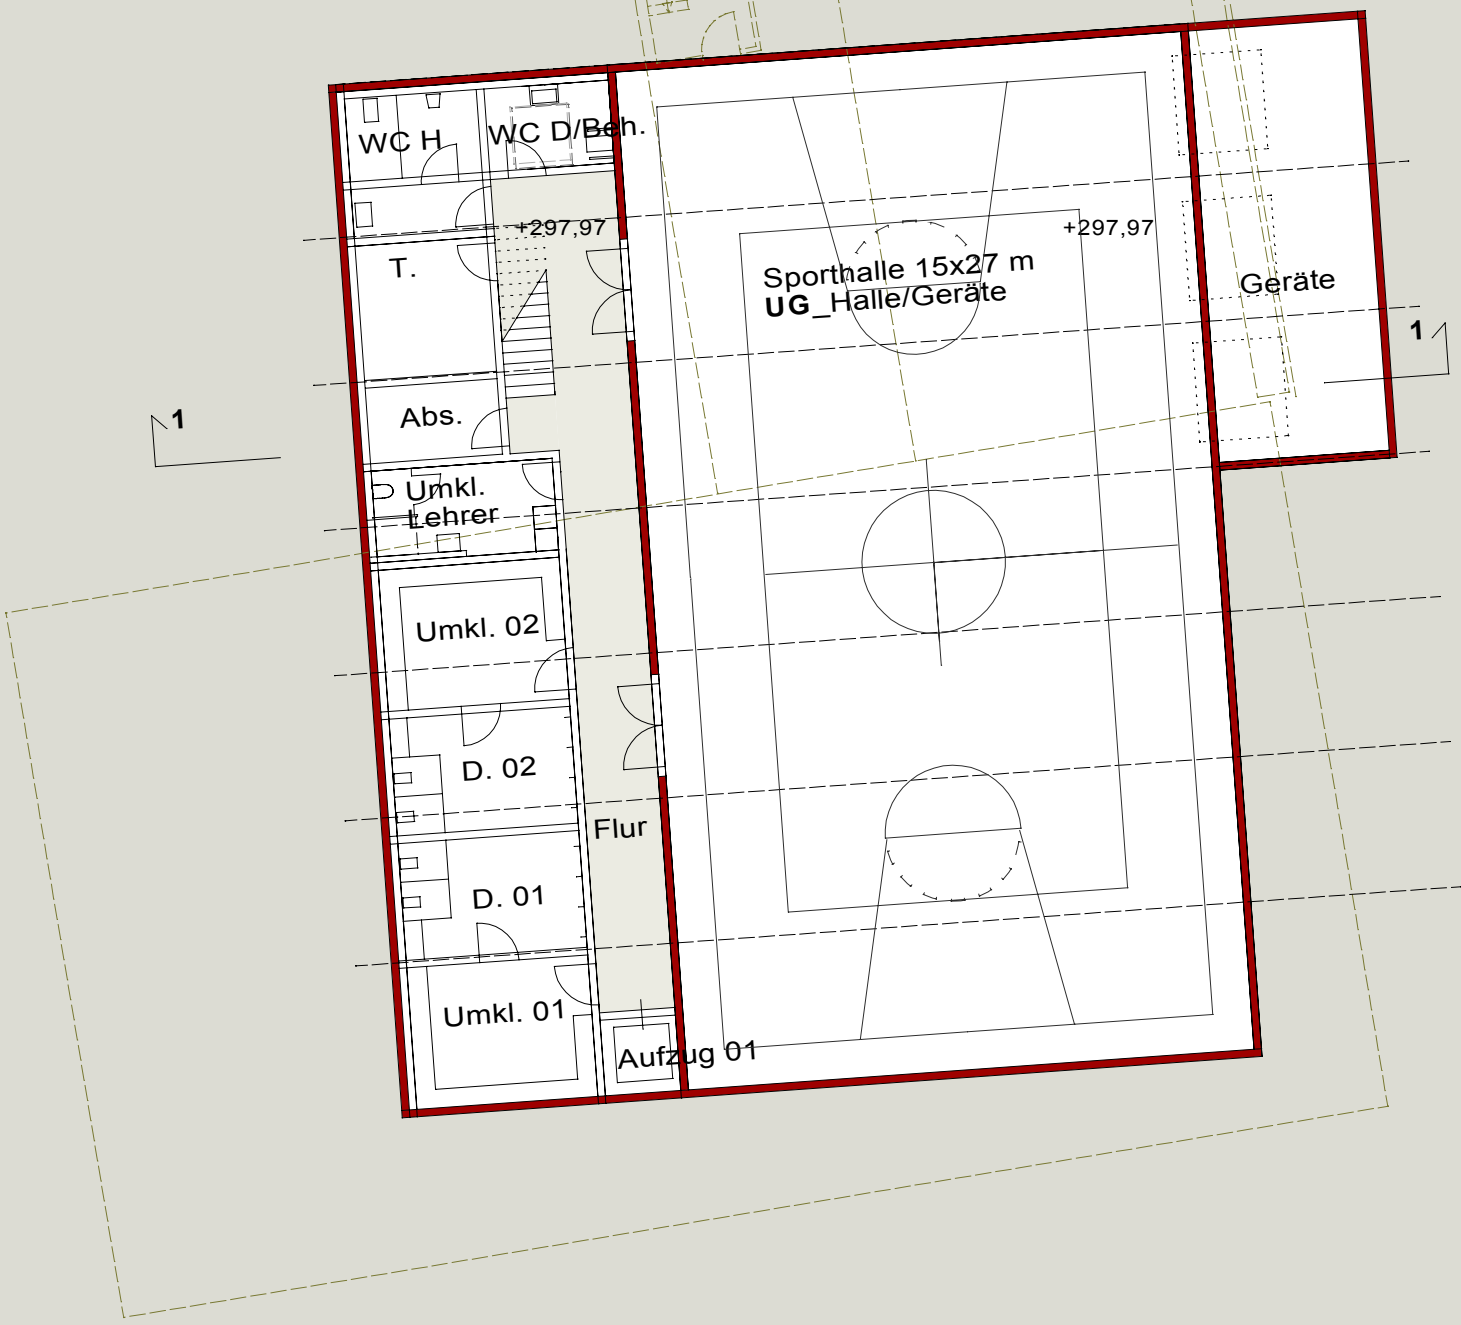 WC H
WC D/Beh.
+297,97
+297,97
T.
Sporthalle 15x27 m
UG_Halle/Geräte
Geräte
1
Abs.
1
Umkl.
Lehrer
Umkl. 02
D. 02
Flur
D. 01
Umkl. 01
Aufzug 01